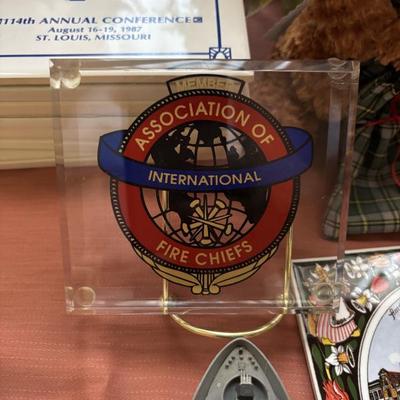 114th ANNUAL CONFERENCE
August 16-19, 1987
ST. LOUIS, MISSOURI
MEMBER
ASSOCIATION OF
INTERNATIONAL
FIRE CHIEFS